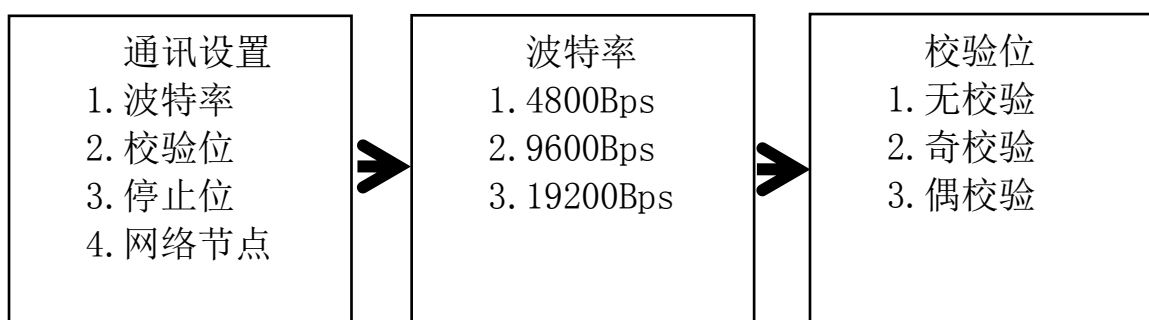 通讯设置
1.波特率
2.校验位
3.停止位
4.网络节点
波特率
1.4800Bps
2.9600Bps
3.19200Bps
校验位
1.无校验
2.奇校验
3.偶校验